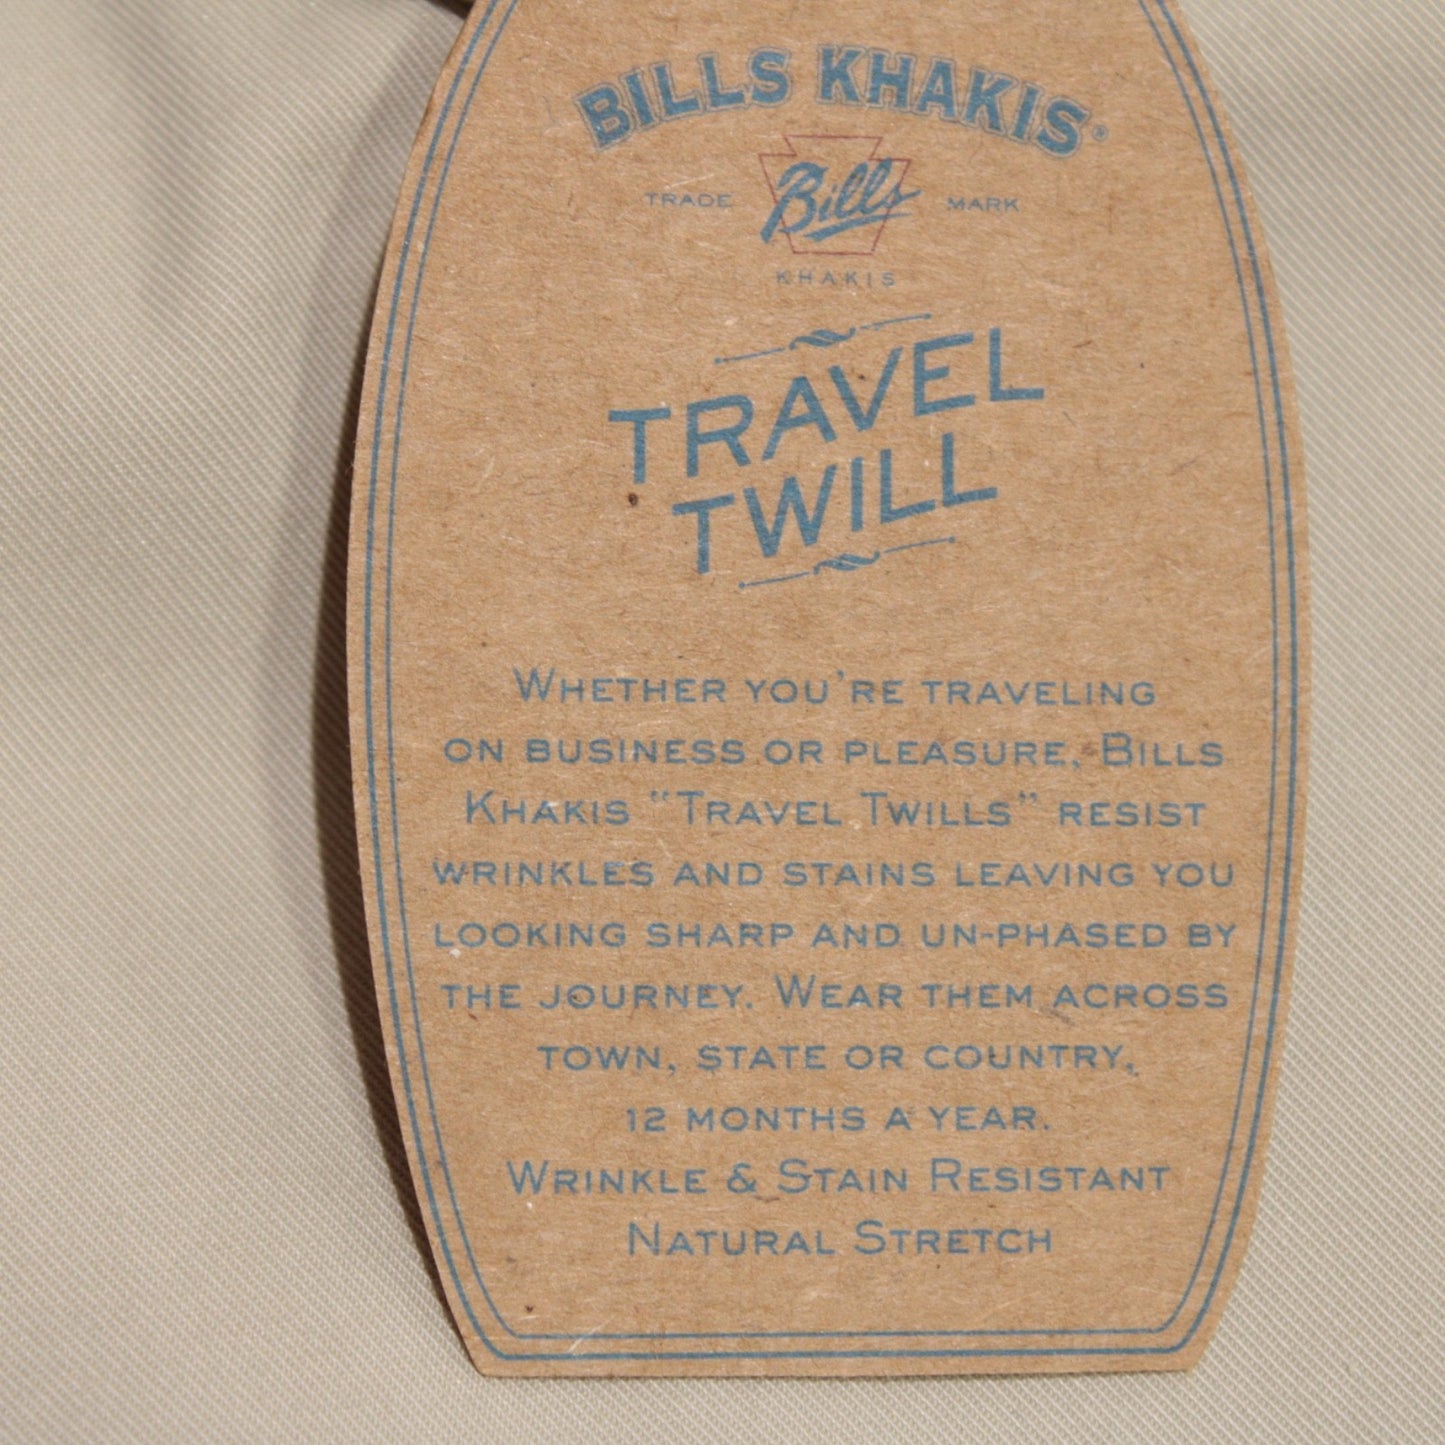 BILLS KHAKIS®
TRADE Bills MARK
KHAKIS
TRAVEL
TWILL
WHETHER YOU'RE TRAVELING
ON BUSINESS OR PLEASURE, BILLS
KHAKIS "TRAVEL TWILLS" RESIST
WRINKLES AND STAINS LEAVING YOU
LOOKING SHARP AND UN-PHASED BY
THE JOURNEY. WEAR THEM ACROSS
TOWN, STATE OR COUNTRY,
12 MONTHS A YEAR.
WRINKLE & STAIN RESISTANT
NATURAL STRETCH